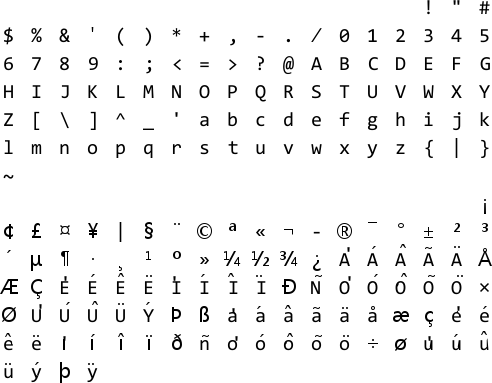 ! " #
$ % & ' ( ) * + , - . / 0 1 2 3 4 5
6 7 8 9 : ; < = > ? @ A B C D E F G
H I J K L M N O P Q R S T U V W X Y
Z [ \ ] ^ _ ' a b c d e f g h i j k
l m n o p q r s t u v w x y z { | }
~
¡
¢ £ ¤ ¥ | § ¨ © ª « ¬ - ® ¯ ° ± ² ³
´ µ ¶ · ¸ ¹ º » ¼ ½ ¾ ¿ À Á Â Ã Ä Å
Æ Ç È É Ê Ë Ì Í Î Ï Ð Ñ Ò Ó Ô Õ Ö ×
Ø Ù Ú Û Ü Ý Þ ß à á â ã ä å æ ç è é
ê ë ì í î ï ð ñ ò ó ô õ ö ÷ ø ù ú û
ü ý þ ÿ